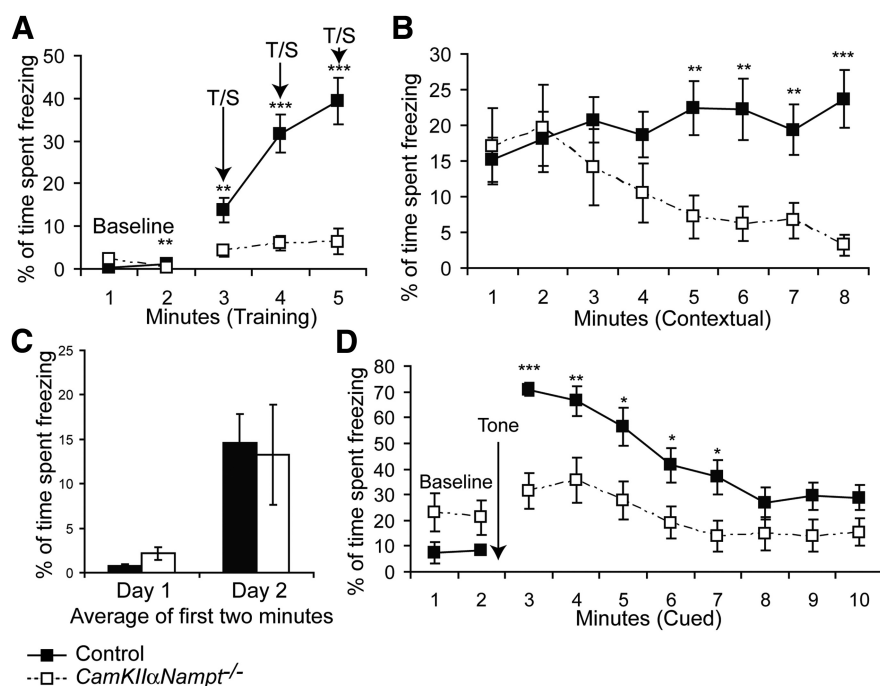 A
% of time spent freezing
50
40
30
20
10
0
T/S
T/S
T/S
**
***
***
Baseline
**
1 2 3 4 5
Minutes (Training)
B
% of time spent freezing
30
25
20
15
10
5
0
** ** ** ***
1 2 3 4 5 6 7 8
Minutes (Contextual)
C
% of time spent freezing
25
20
15
10
5
0
Day 1 Day 2
Average of first two minutes
D
% of time spent freezing
80
70
60
50
40
30
20
10
0
Baseline
Tone
*** ** * * *
1 2 3 4 5 6 7 8 9 10
Minutes (Cued)
Control
CamKIIαNampt-/-